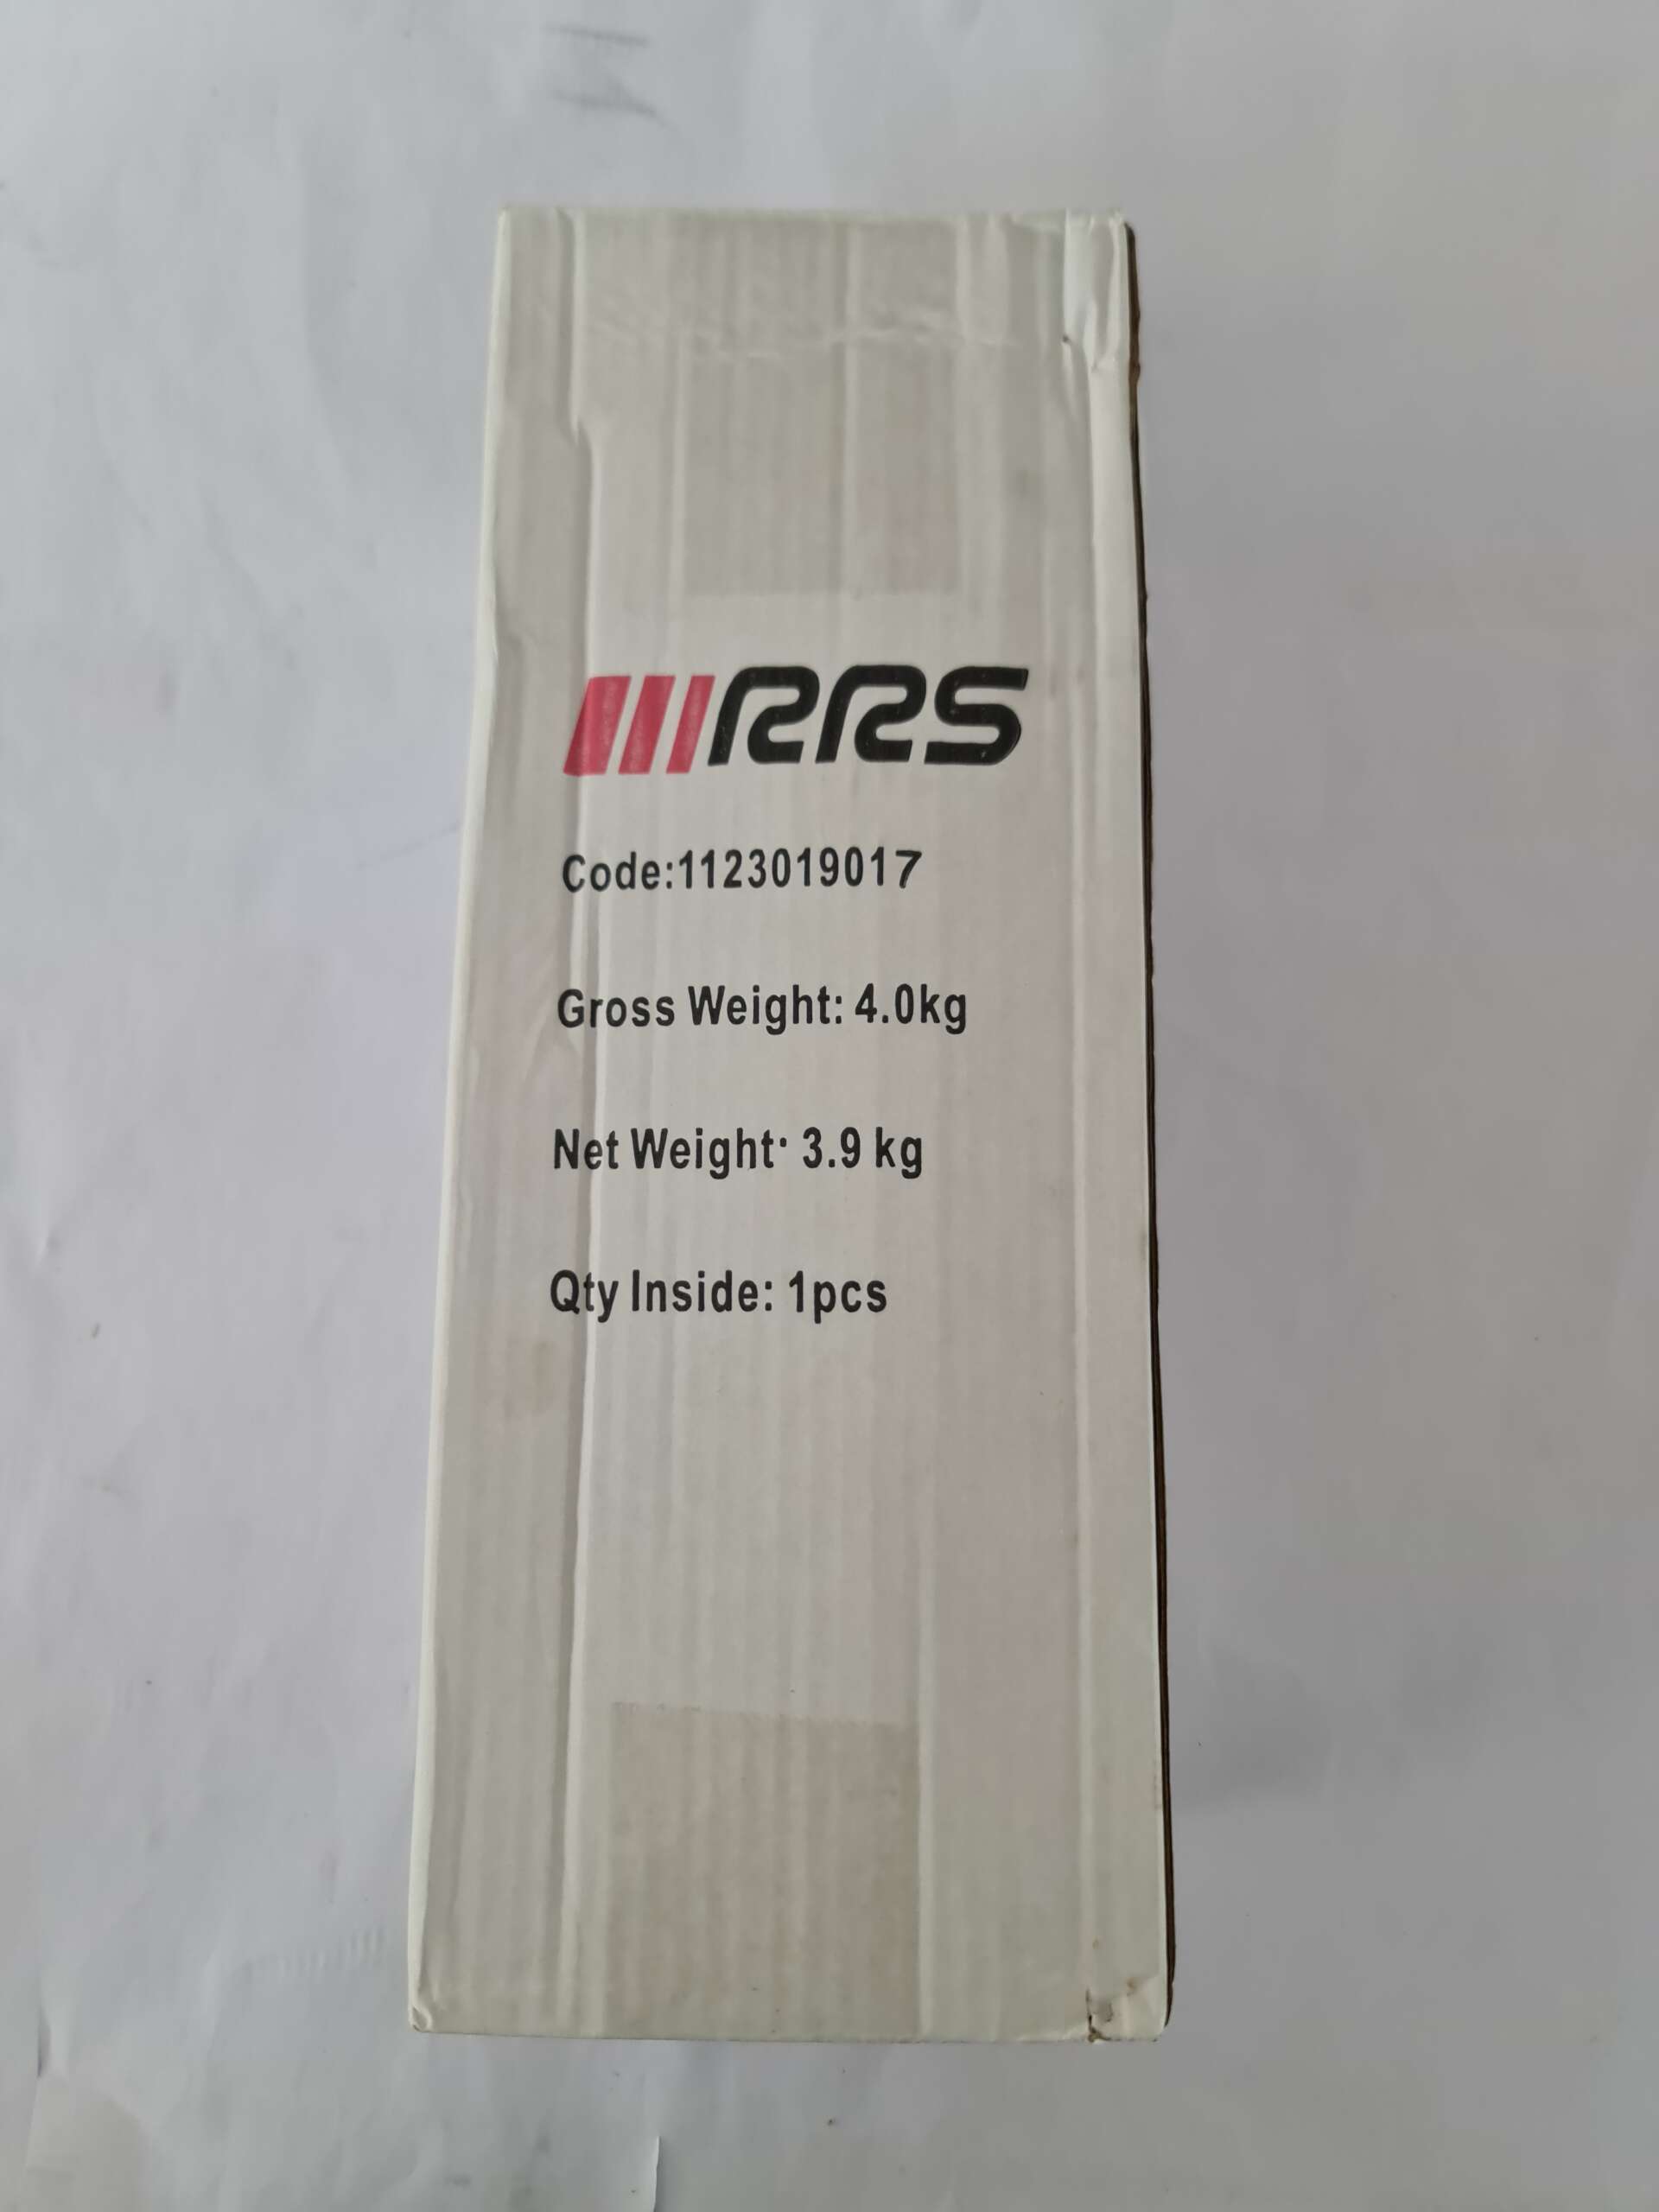 RRS
Code:1123019017
Gross Weight: 4.0kg
Net Weight: 3.9 kg
Qty Inside: 1pcs